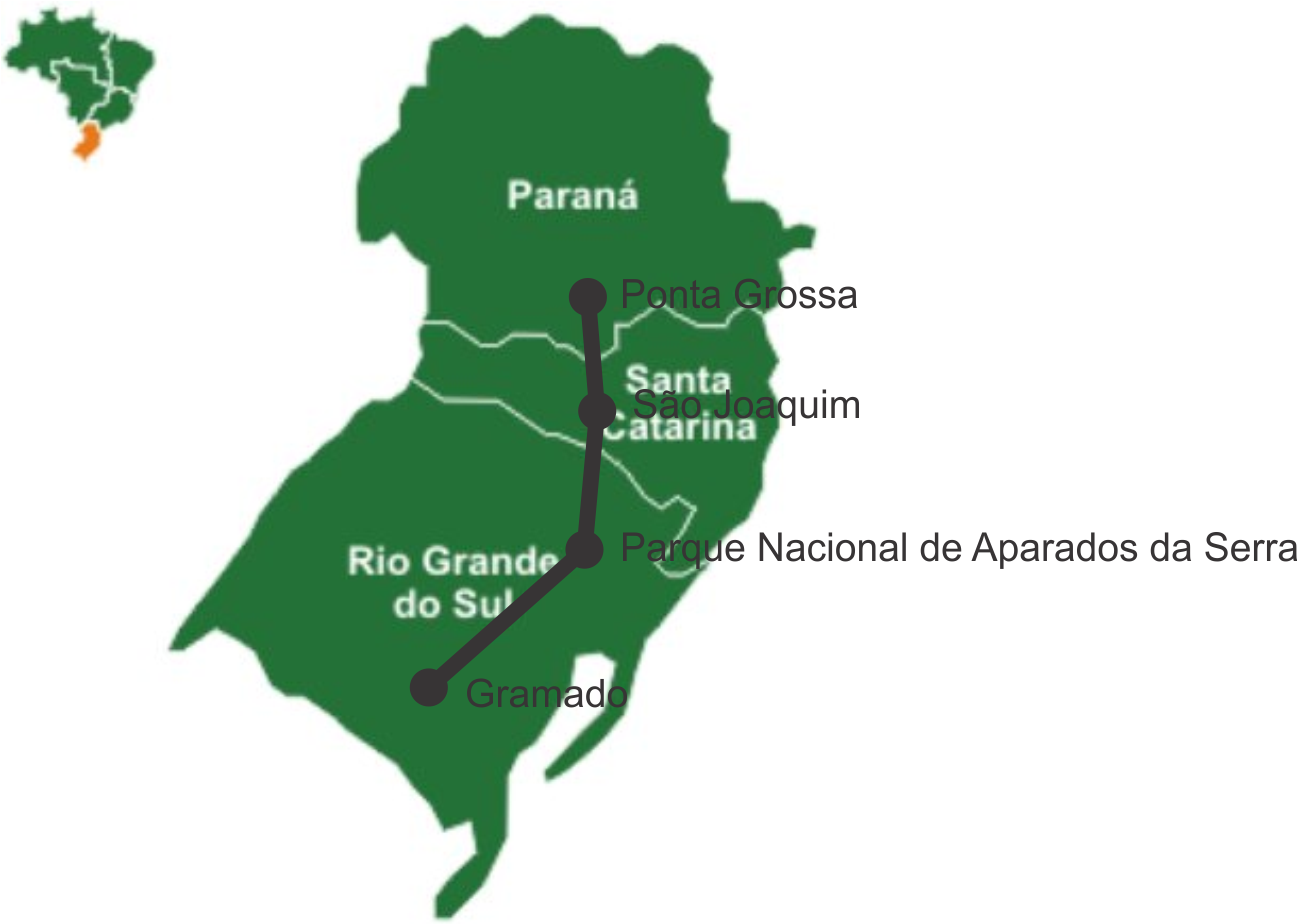 Paraná
Ponta Grossa
Santa
Catarina
São Joaquim
Rio Grande
do Sul
Parque Nacional de Aparados da Serra
Gramado